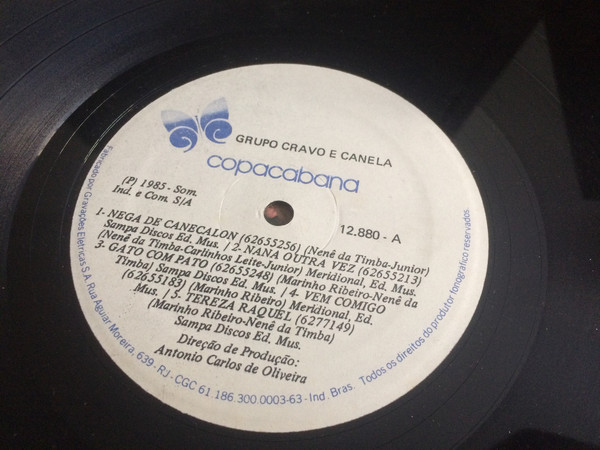 GRUPO CRAVO E CANELA
copacabana
(P) 1985 - Som.
Ind. e Com. S/A
12.880 - A
1- NEGA DE CANECALON (62655256) (Nenê da Timba-Junior)
Sampa Discos Ed. Mus. / 2- NANA OUTRA VEZ (62655213)
(Nenê da Timba-Carlinhos Leite-Junior) Meridional, Ed. Mus.
3- GATO COM PATO (62655248) (Marinho Ribeiro-Nenê da
Timba) Sampa Discos Ed. Mus. / 4- VEM COMIGO
(62655183) (Marinho Ribeiro) Meridional, Ed.
Mus. / 5. TEREZA RAQUEL (6277149)
(Marinho Ribeiro-Nenê da Timba)
Sampa Discos Ed. Mus.
Direção de Produção:
Antonio Carlos de Oliveira
Fabricado por Gravações Elétricas S.A. Rua Aguiar Moreira, 639 - RJ - CGC 61.186.300.0003-63 - Ind. Bras. Todos os direitos do produtor fonográfico reservados.